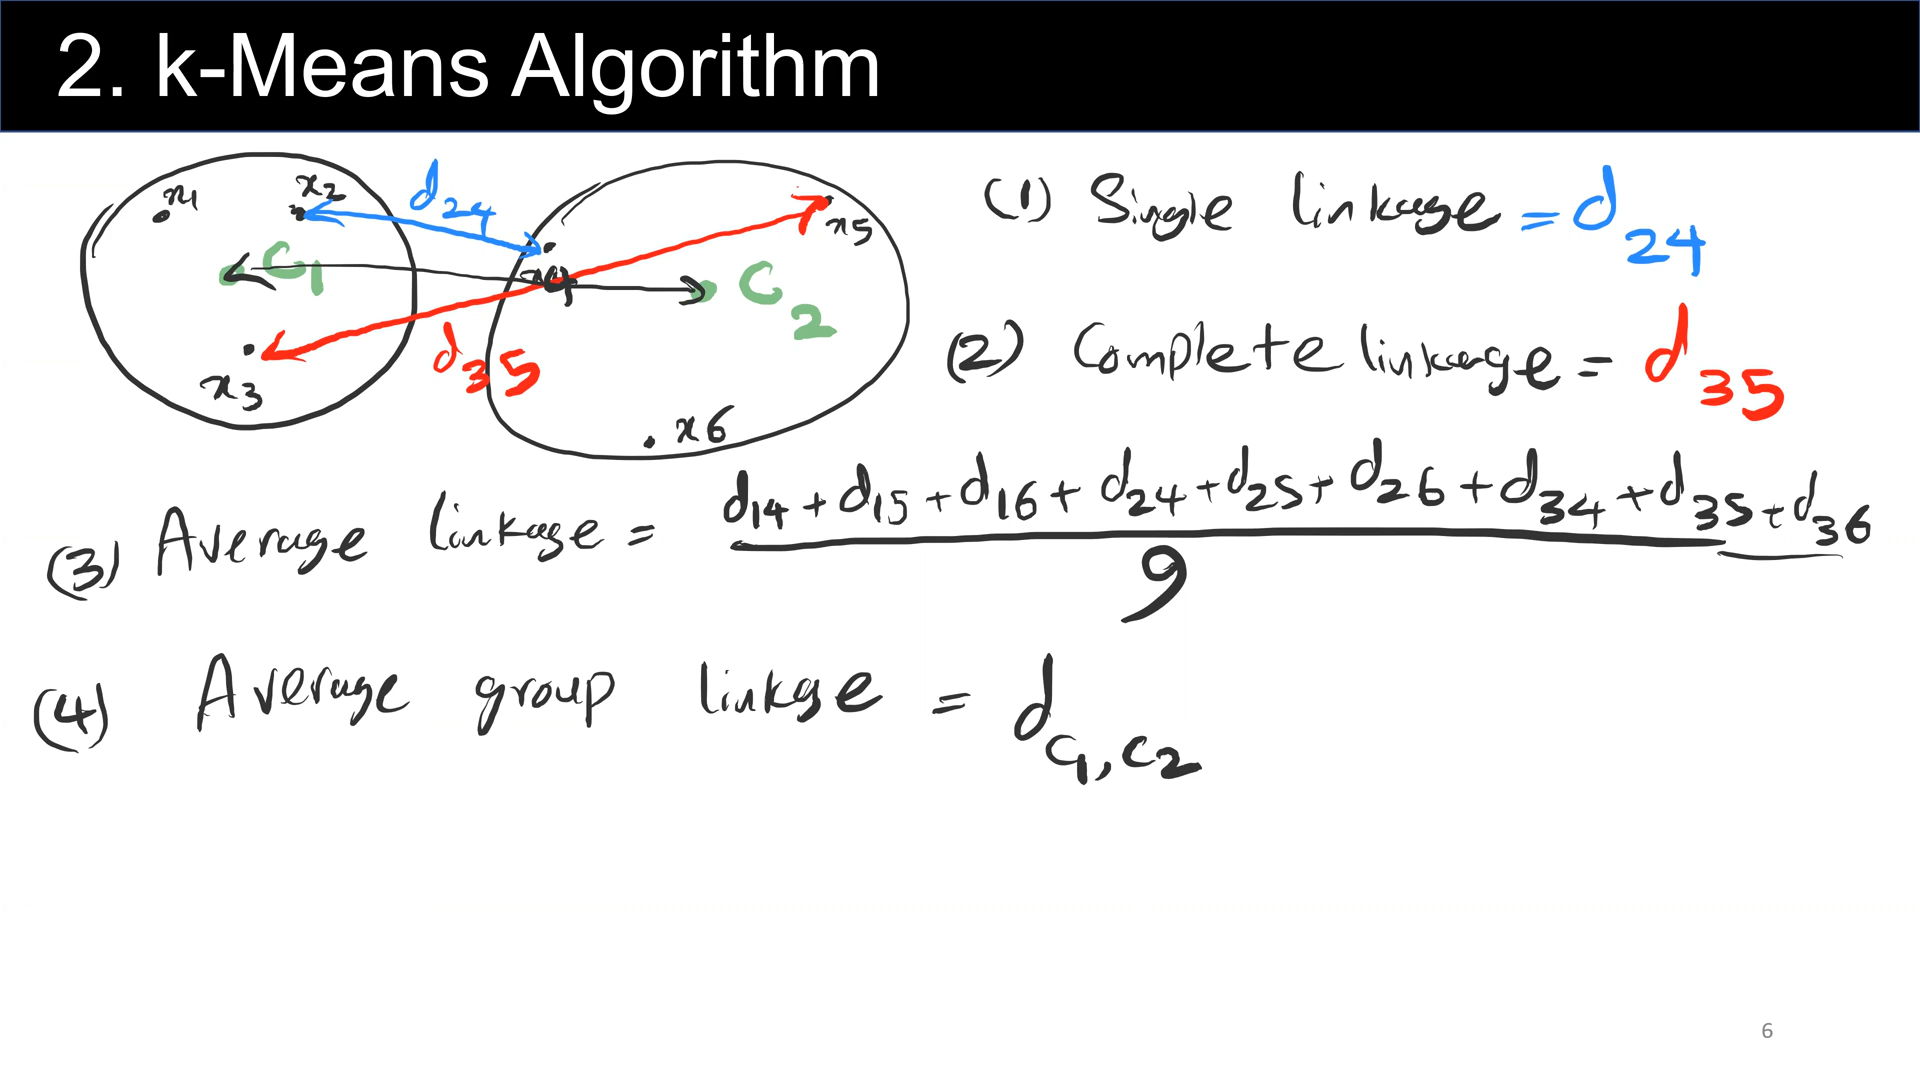 2. k-Means Algorithm
x1 x2 d24 x5
C1 x4 C2
d35
x3
x6
(1) Single linkage = d24
(2) Complete linkage = d35
(3) Average linkage = d14 + d15 + d16 + d24 + d25 + d26 + d34 + d35 + d36
9
(4) Average group linkge = d C1, C2
6